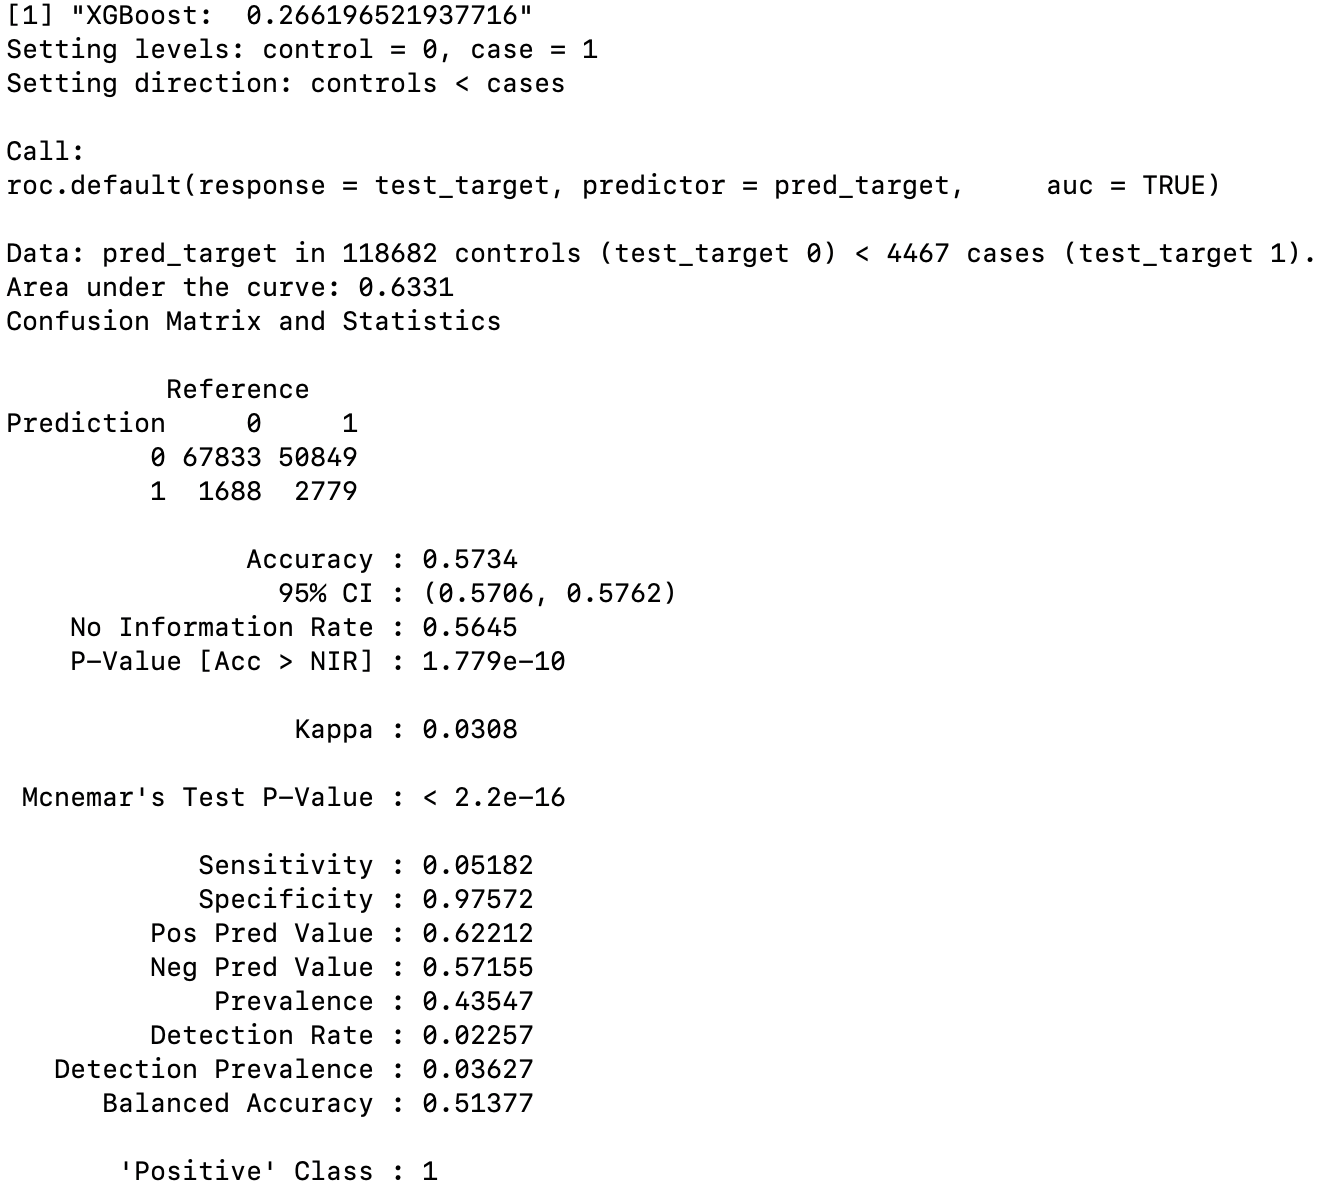 [1] "XGBoost:  0.266196521937716"
Setting levels: control = 0, case = 1
Setting direction: controls < cases
Call:
roc.default(response = test_target, predictor = pred_target,     auc = TRUE)
Data: pred_target in 118682 controls (test_target 0) < 4467 cases (test_target 1).
Area under the curve: 0.6331
Confusion Matrix and Statistics
          Reference
Prediction     0     1
         0 67833 50849
         1  1688  2779
               Accuracy : 0.5734
                 95% CI : (0.5706, 0.5762)
    No Information Rate : 0.5645
    P-Value [Acc > NIR] : 1.779e-10
                  Kappa : 0.0308
 Mcnemar's Test P-Value : < 2.2e-16
            Sensitivity : 0.05182
            Specificity : 0.97572
         Pos Pred Value : 0.62212
         Neg Pred Value : 0.57155
             Prevalence : 0.43547
         Detection Rate : 0.02257
   Detection Prevalence : 0.03627
      Balanced Accuracy : 0.51377
       'Positive' Class : 1